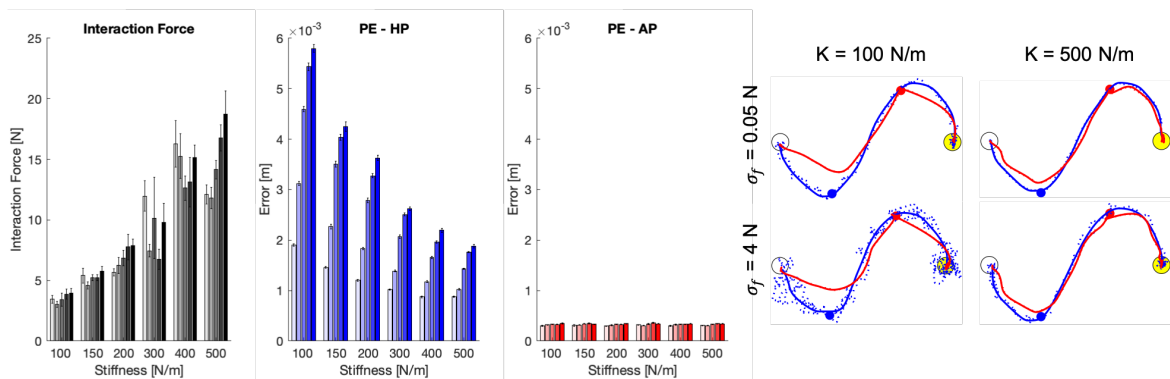 Interaction Force
Interaction Force [N]
25
20
15
10
5
0
100 150 200 300 400 500
Stiffness [N/m]
×10⁻³
PE - HP
Error [m]
6
5
4
3
2
1
0
100 150 200 300 400 500
Stiffness [N/m]
×10⁻³
PE - AP
Error [m]
6
5
4
3
2
1
0
100 150 200 300 400 500
Stiffness [N/m]
K = 100 N/m
K = 500 N/m
σf = 0.05 N
σf = 4 N